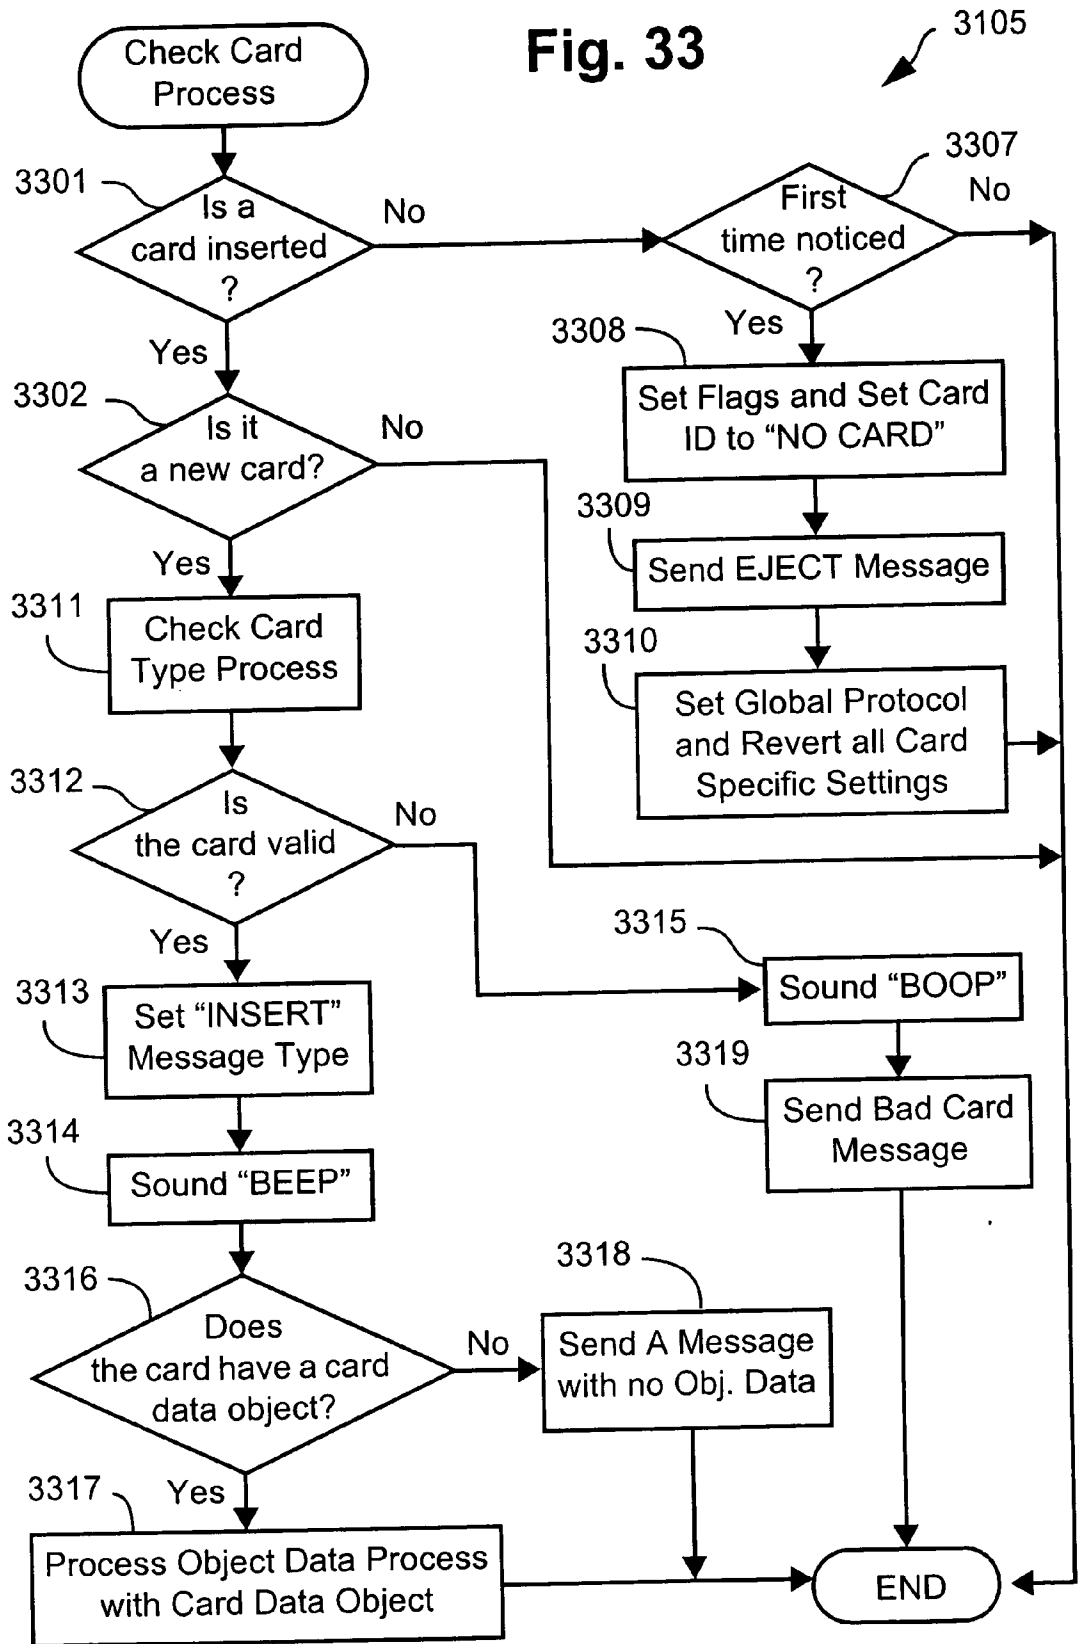 Fig. 33
3105
Check Card
Process
3301
Is a
card inserted
?
No
Yes
3307
First
time noticed
?
No
Yes
3308
Set Flags and Set Card
ID to “NO CARD”
3302
Is it
a new card?
No
Yes
3309
Send EJECT Message
3311
Check Card
Type Process
3310
Set Global Protocol
and Revert all Card
Specific Settings
3312
Is
the card valid
?
No
Yes
3315
Sound “BOOP”
3313
Set “INSERT”
Message Type
3319
Send Bad Card
Message
3314
Sound “BEEP”
3316
Does
the card have a card
data object?
No
Yes
3318
Send A Message
with no Obj. Data
3317
Process Object Data Process
with Card Data Object
END